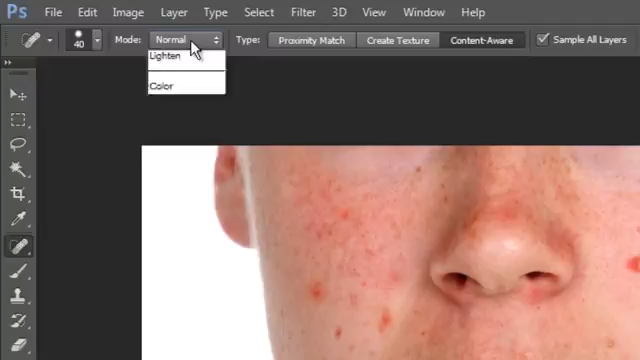 Ps File Edit Image Layer Type Select Filter 3D View Window Help
40 Mode: Normal Type: Proximity Match Create Texture Content-Aware Sample All Layers
Lighten
Color